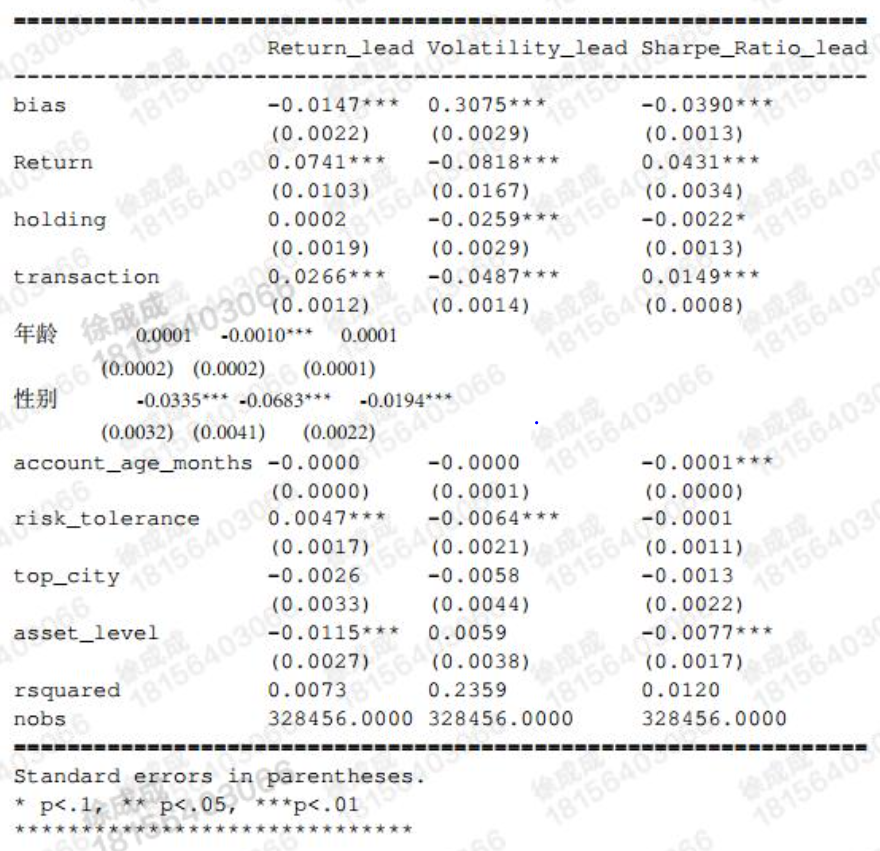 ==============================================================
Return_lead Volatility_lead Sharpe_Ratio_lead
--------------------------------------------------------------
bias -0.0147*** 0.3075*** -0.0390***
(0.0022) (0.0029) (0.0013)
Return 0.0741*** -0.0818*** 0.0431***
(0.0103) (0.0167) (0.0034)
holding 0.0002 -0.0259*** -0.0022*
(0.0019) (0.0029) (0.0013)
transaction 0.0266*** -0.0487*** 0.0149***
(0.0012) (0.0014) (0.0008)
年龄 0.0001 -0.0010*** 0.0001
(0.0002) (0.0002) (0.0001)
性别 -0.0335*** -0.0683*** -0.0194***
(0.0032) (0.0041) (0.0022)
account_age_months -0.0000 -0.0000 -0.0001***
(0.0000) (0.0001) (0.0000)
risk_tolerance 0.0047*** -0.0064*** -0.0001
(0.0017) (0.0021) (0.0011)
top_city -0.0026 -0.0058 -0.0013
(0.0033) (0.0044) (0.0022)
asset_level -0.0115*** 0.0059 -0.0077***
(0.0027) (0.0038) (0.0017)
rsquared 0.0073 0.2359 0.0120
nobs 328456.0000 328456.0000 328456.0000
==============================================================
Standard errors in parentheses.
* p<.1, ** p<.05, ***p<.01
******************************
徐成成
18156403066